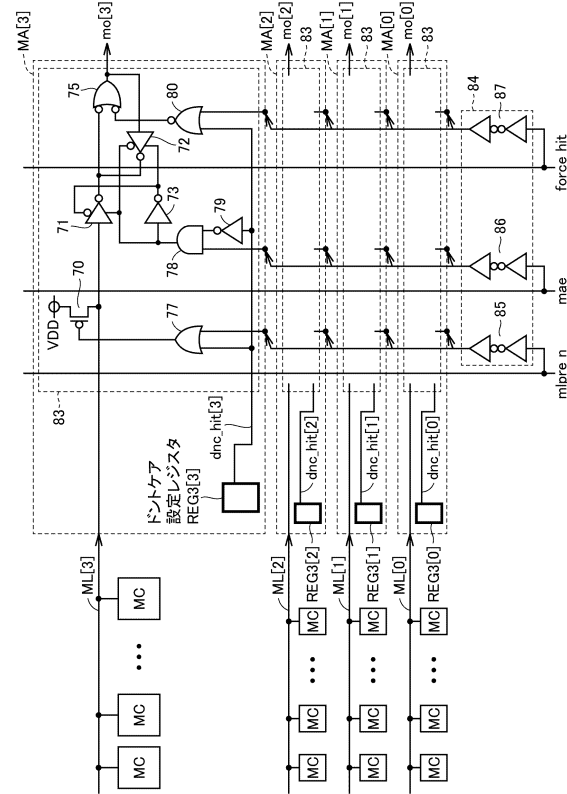 MA[3]
mo[3]
MA[2]
mo[2]
MA[1]
mo[1]
MA[0]
mo[0]
83
83
83
83
75
80
72
71
73
79
78
70
VDD
77
84
87
86
85
force hit
mae
mlpre n
dnc_hit[3]
ドントケア
設定レジスタ
REG3[3]
dnc_hit[2]
dnc_hit[1]
dnc_hit[0]
ML[3]
ML[2]
REG3[2]
ML[1]
REG3[1]
ML[0]
REG3[0]
MC
MC
MC
MC
MC
MC
MC
MC
MC
MC
MC
MC